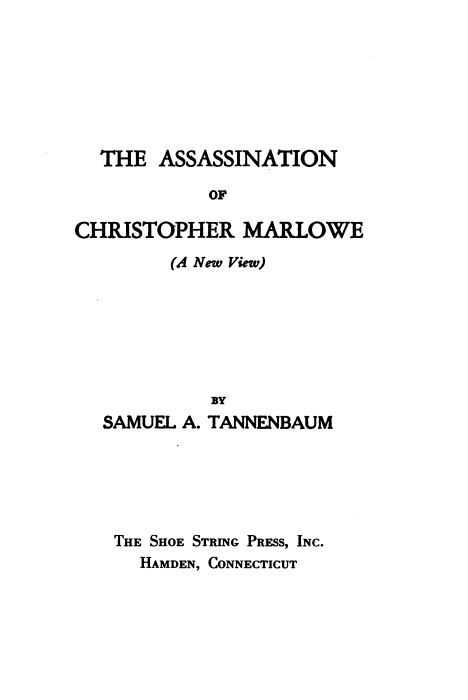 THE ASSASSINATION
OF
CHRISTOPHER MARLOWE
(A New View)
BY
SAMUEL A. TANNENBAUM
THE SHOE STRING PRESS, INC.
HAMDEN, CONNECTICUT